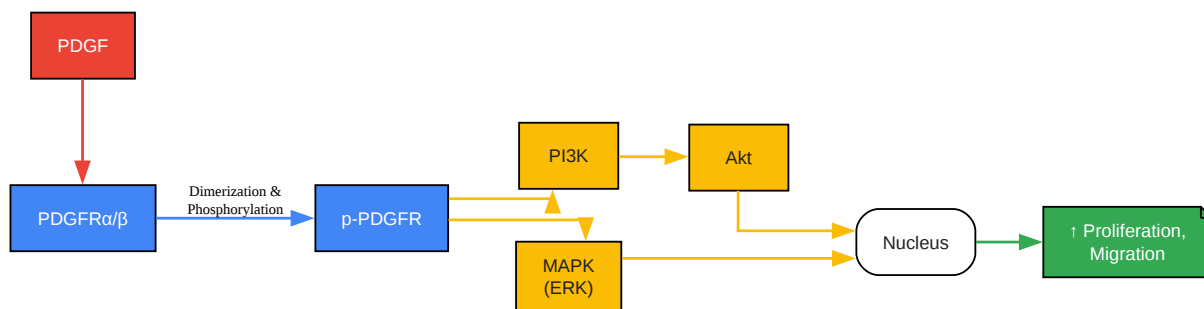 PDGF
PDGFRα/β
Dimerization &
Phosphorylation
p-PDGFR
PI3K
Akt
MAPK
(ERK)
Nucleus
↑ Proliferation,
Migration